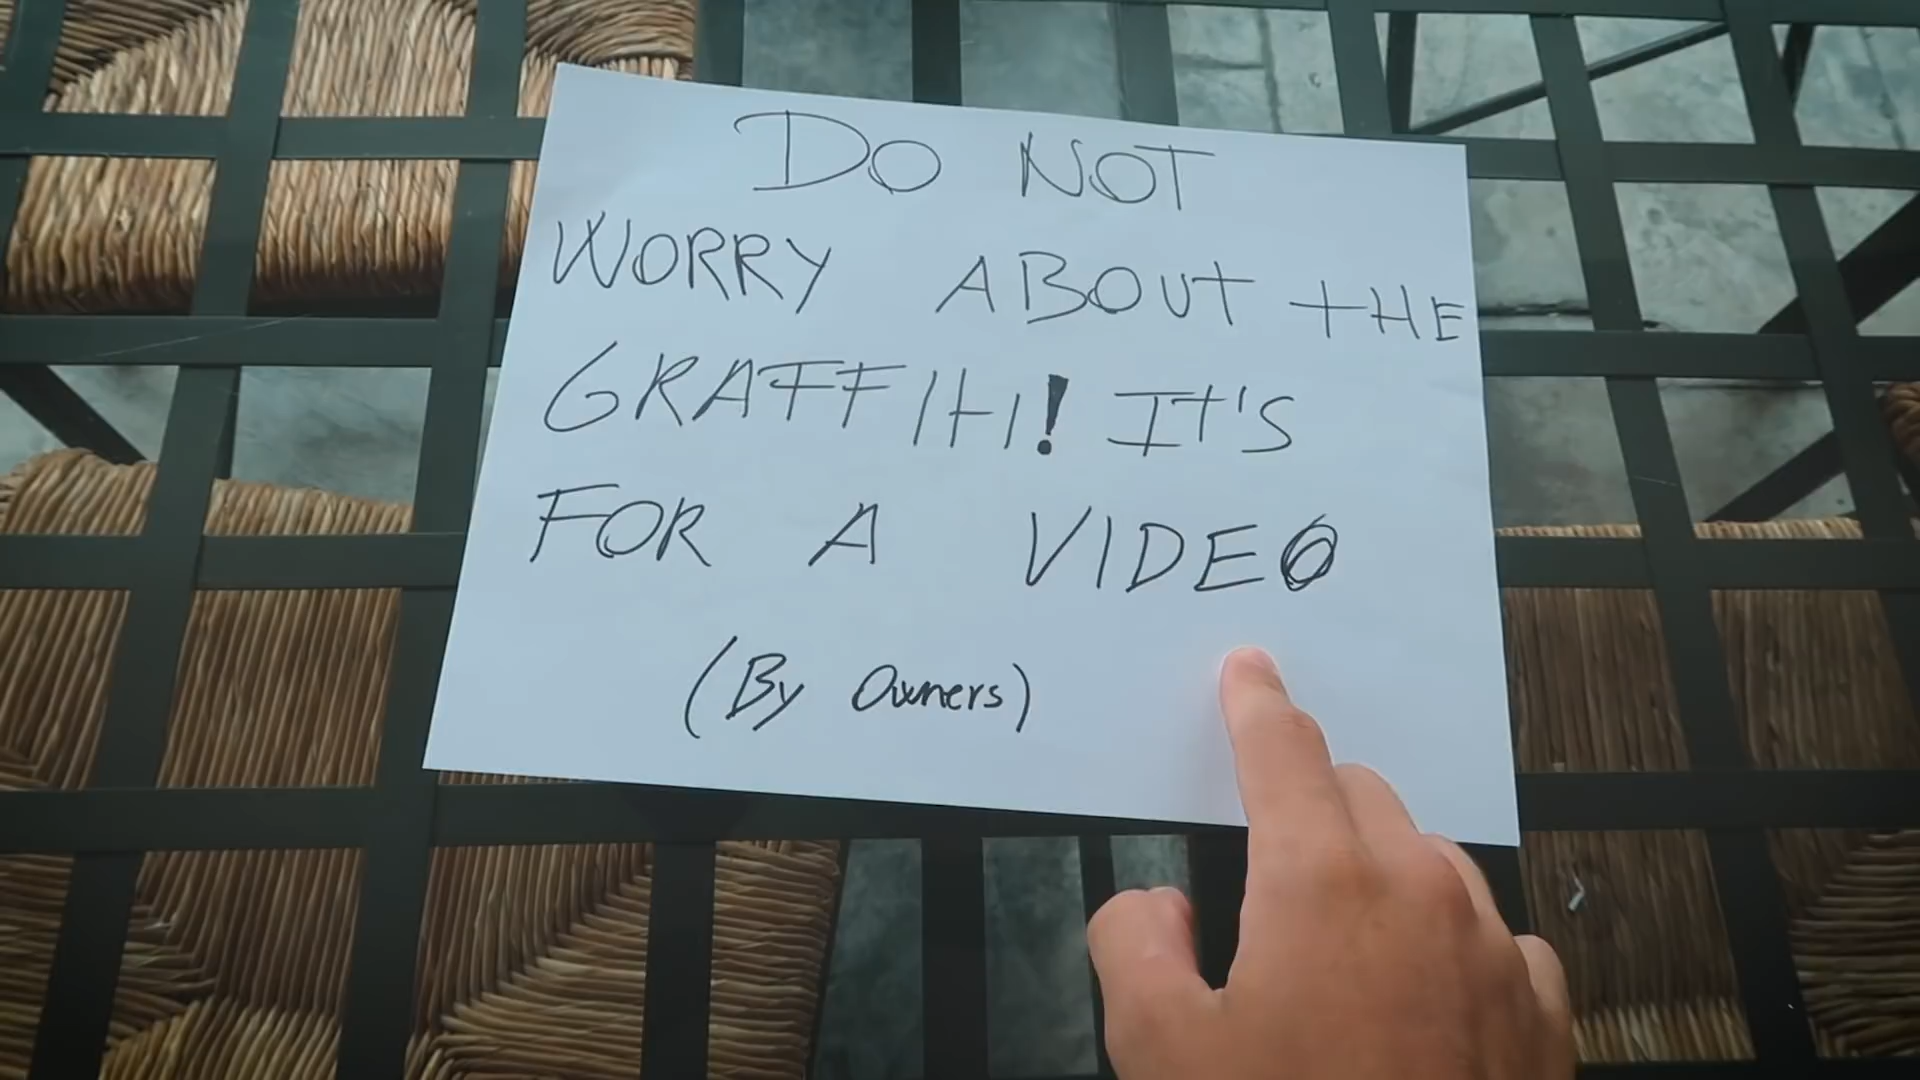 DO NOT
WORRY ABOUT THE
GRAFFITI! IT'S
FOR A VIDEO
(By Owners)